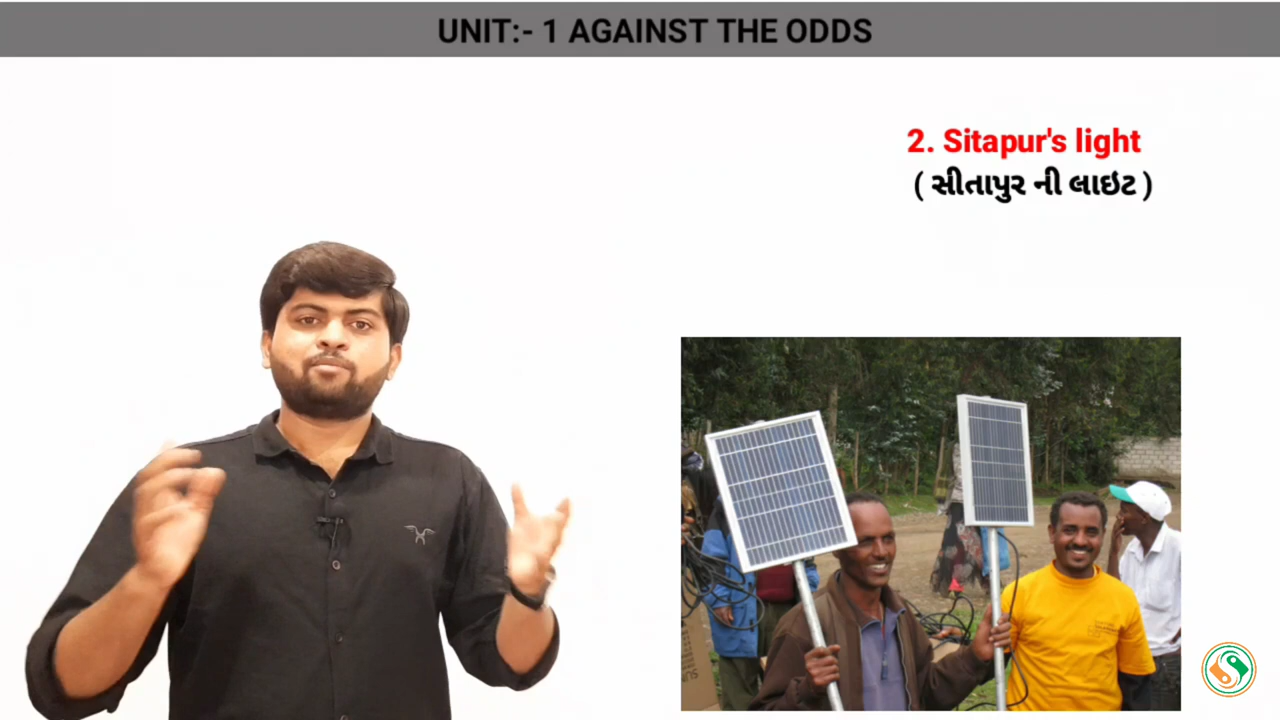 UNIT:- 1 AGAINST THE ODDS
2. Sitapur's light
( સીતાપુર ની લાઇટ )